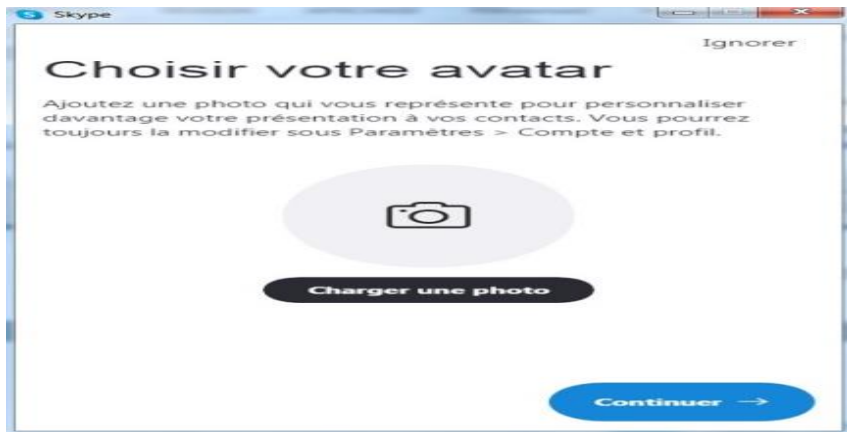 Skype
Ignorer
Choisir votre avatar
Ajoutez une photo qui vous représente pour personnaliser
davantage votre présentation à vos contacts. Vous pourrez
toujours la modifier sous Paramètres > Compte et profil.
Charger une photo
Continuer →